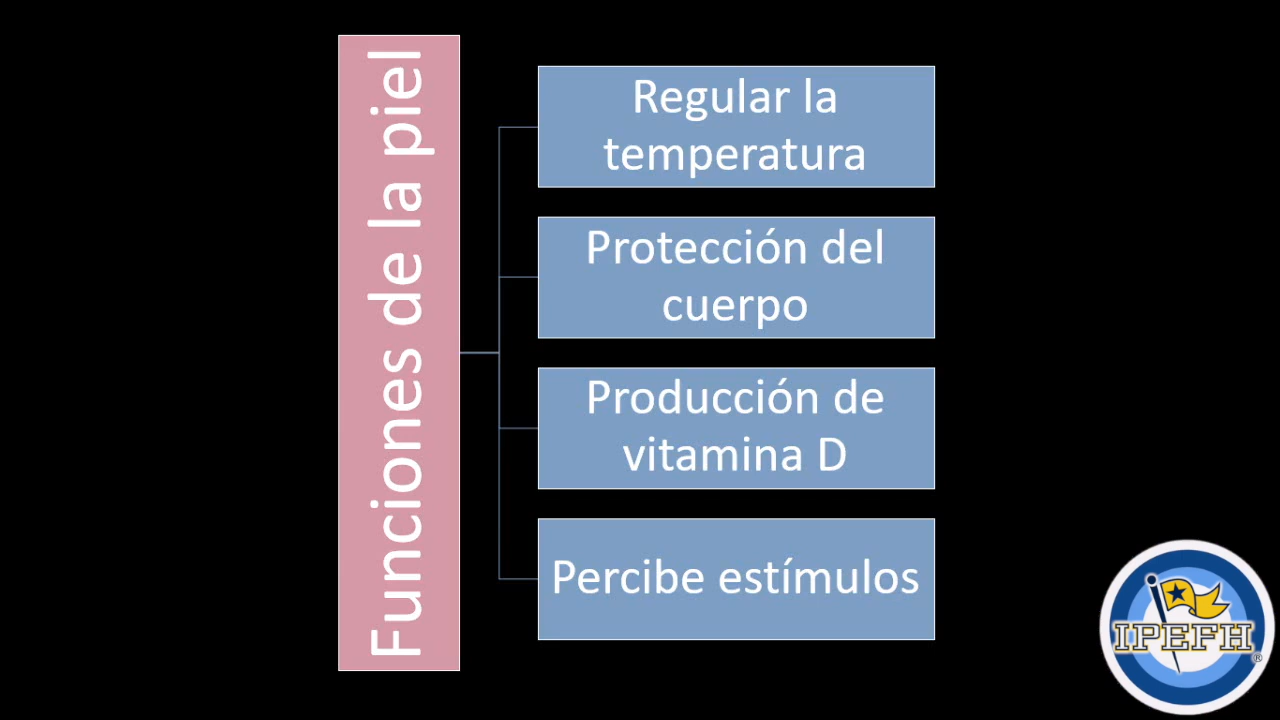 Funciones de la piel
Regular la
temperatura
Protección del
cuerpo
Producción de
vitamina D
Percibe estímulos
IPEFH
®